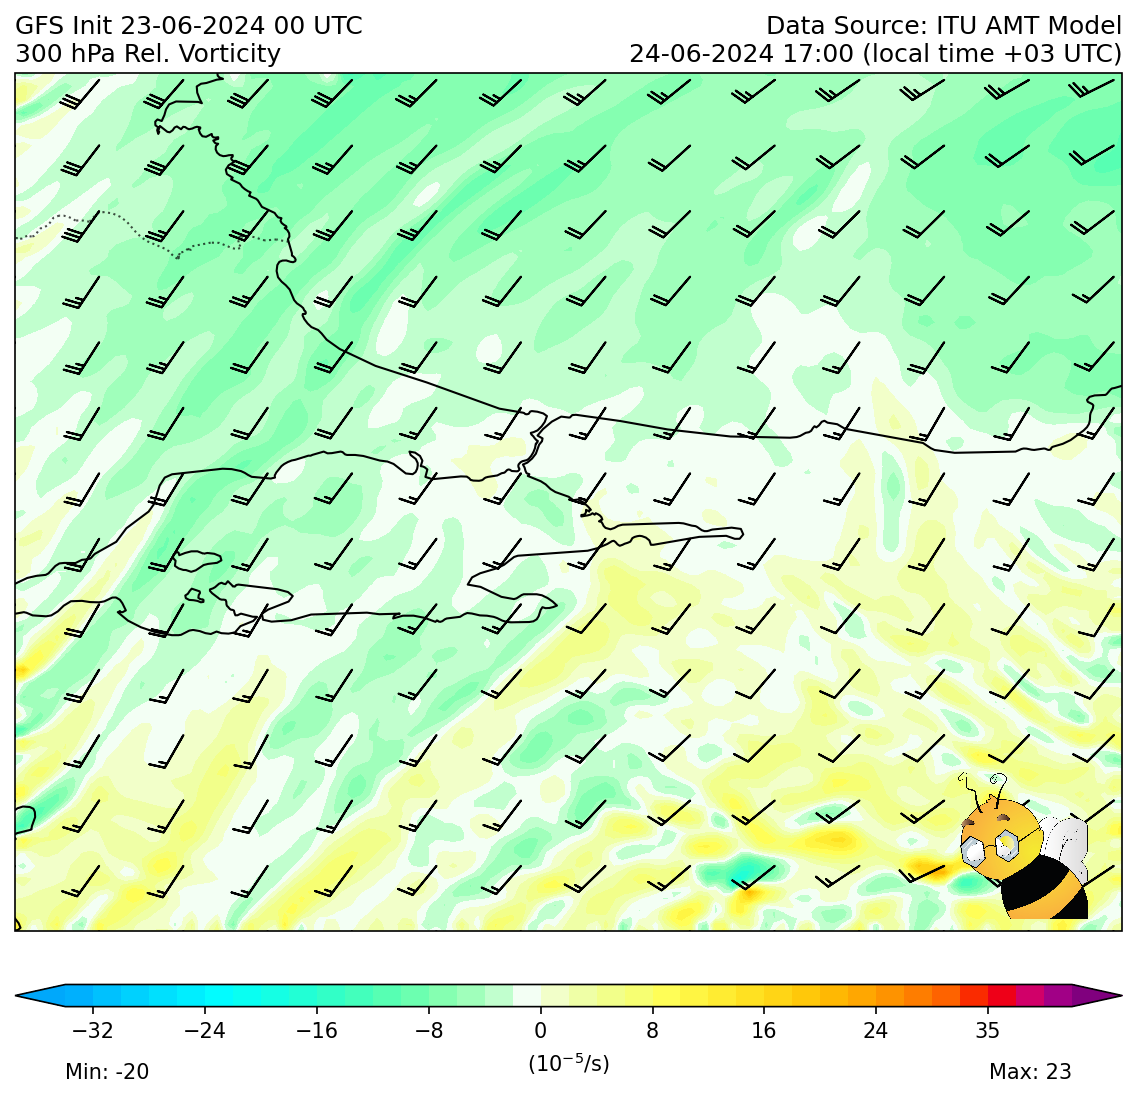 GFS Init 23-06-2024 00 UTC
Data Source: ITU AMT Model
300 hPa Rel. Vorticity
24-06-2024 17:00 (local time +03 UTC)
−32 −24 −16 −8 0 8 16 24 35
(10⁻⁵/s)
Min: -20
Max: 23